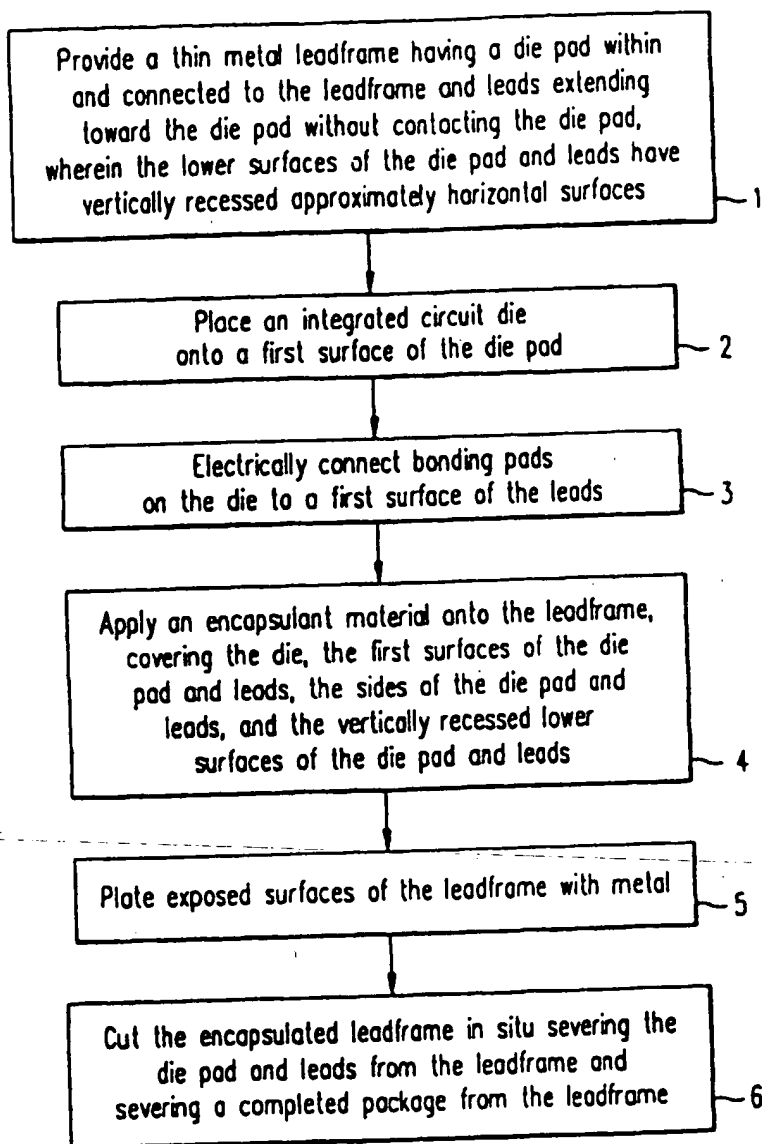 Provide a thin metal leadframe having a die pad within
and connected to the leadframe and leads extending
toward the die pad without contacting the die pad,
wherein the lower surfaces of the die pad and leads have
vertically recessed approximately horizontal surfaces
1
Place an integrated circuit die
onto a first surface of the die pad
2
Electrically connect bonding pads
on the die to a first surface of the leads
3
Apply an encapsulant material onto the leadframe,
covering the die, the first surfaces of the die
pad and leads, the sides of the die pad and
leads, and the vertically recessed lower
surfaces of the die pad and leads
4
Plate exposed surfaces of the leadframe with metal
5
Cut the encapsulated leadframe in situ severing the
die pad and leads from the leadframe and
severing a completed package from the leadframe
6